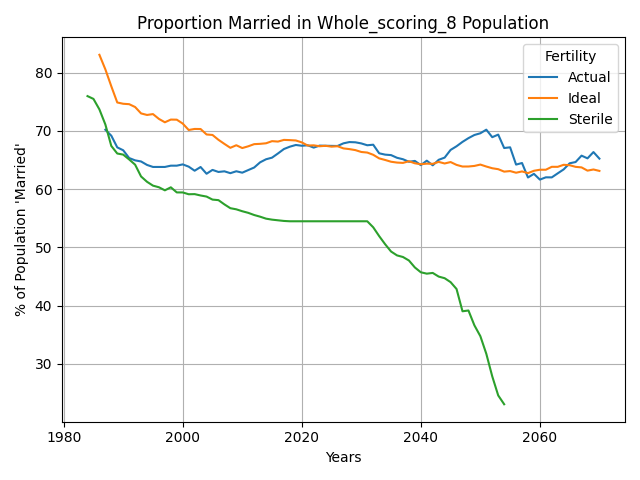 Proportion Married in Whole_scoring_8 Population
% of Population 'Married'
80
70
60
50
40
30
1980
2000
2020
2040
2060
Years
Fertility
Actual
Ideal
Sterile